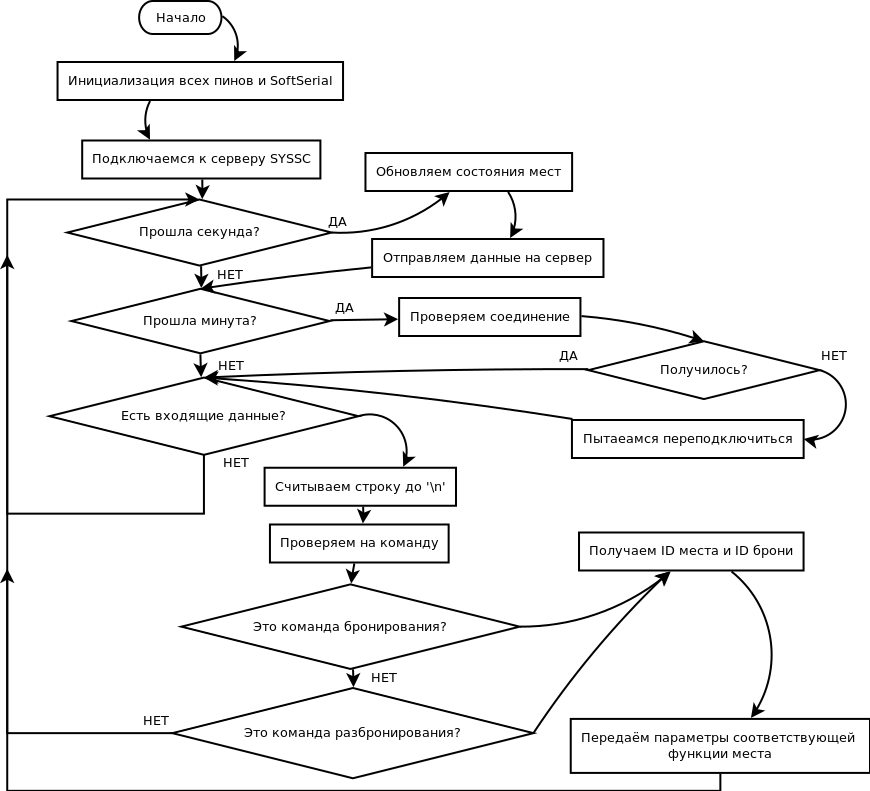 Начало
Инициализация всех пинов и SoftSerial
Подключаемся к серверу SYSSC
Обновляем состояния мест
ДА
Прошла секунда?
Отправляем данные на сервер
НЕТ
ДА
Проверяем соединение
Прошла минута?
ДА
НЕТ
НЕТ
Получилось?
Есть входящие данные?
Пытаеамся переподключиться
НЕТ
Считываем строку до '\n'
Проверяем на команду
Получаем ID места и ID брони
Это команда бронирования?
НЕТ
НЕТ
Это команда разбронирования?
Передаём параметры соответствующей
функции места